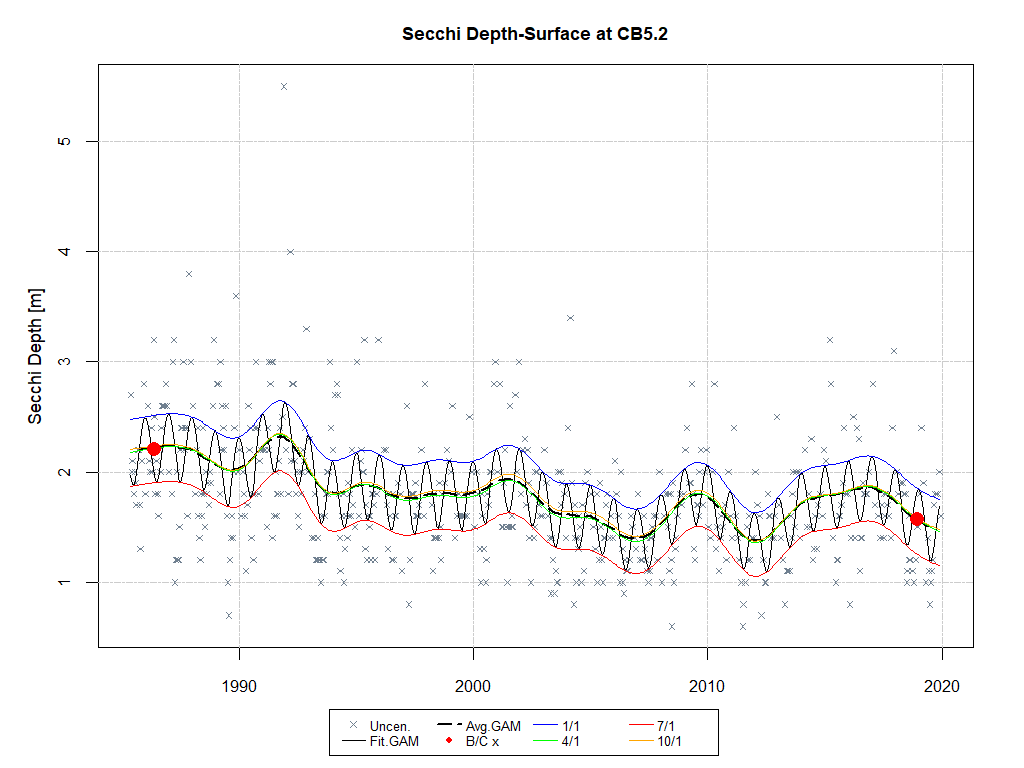 Secchi Depth-Surface at CB5.2
Secchi Depth [m]
5
4
3
2
1
1990 2000 2010 2020
Uncen. Avg.GAM 1/1 7/1
Fit.GAM B/C x 4/1 10/1